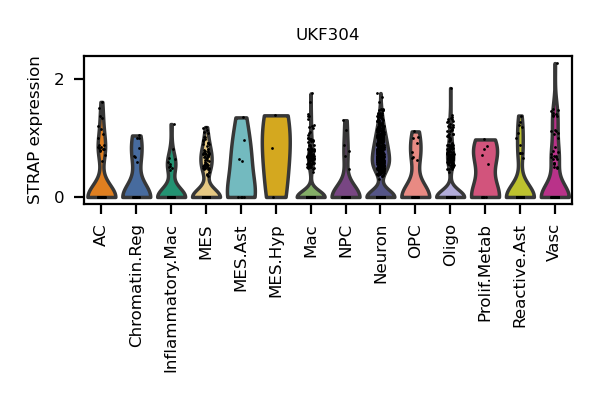 UKF304
STRAP expression
2
0
AC
Chromatin.Reg
Inflammatory.Mac
MES
MES.Ast
MES.Hyp
Mac
NPC
Neuron
OPC
Oligo
Prolif.Metab
Reactive.Ast
Vasc